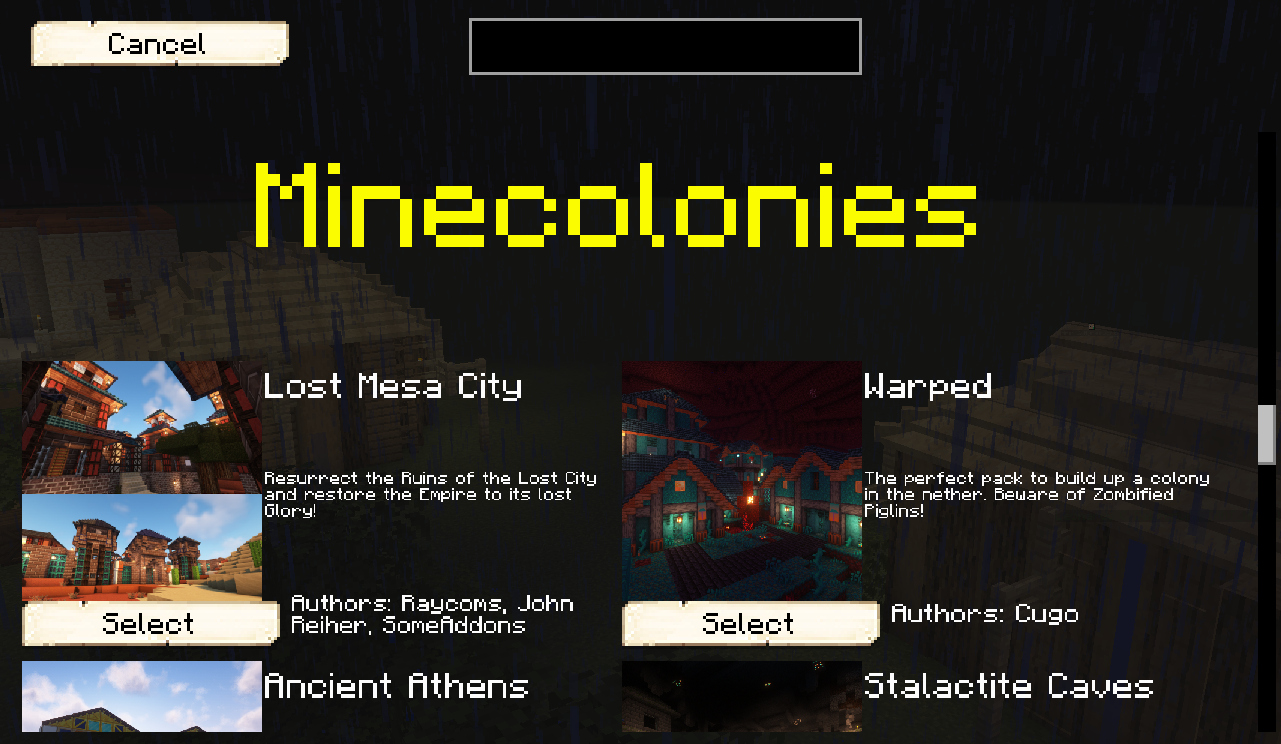 Cancel
Minecolonies
Lost Mesa City
Resurrect the Ruins of the Lost City
and restore the Empire to its lost
Glory!
Authors: Raycoms, John
Reiher, SomeAddons
Select
Warped
The perfect pack to build up a colony
in the nether. Beware of Zombified
Piglins!
Authors: Cugo
Select
Ancient Athens
Stalactite Caves